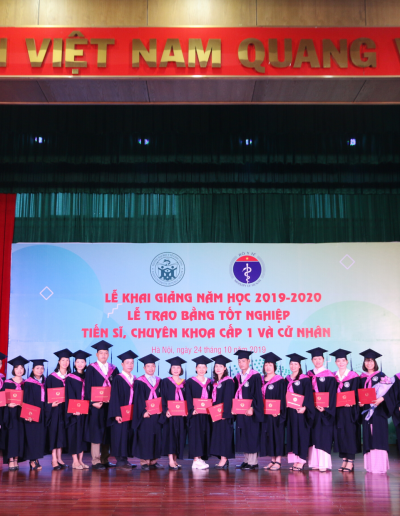 VIỆT NAM QUANG
LỄ KHAI GIẢNG NĂM HỌC 2019-2020
LỄ TRAO BẰNG TỐT NGHIỆP
TIẾN SĨ, CHUYÊN KHOA CẤP 1 VÀ CỬ NHÂN
Hà Nội, ngày 24 tháng 10 năm 2019